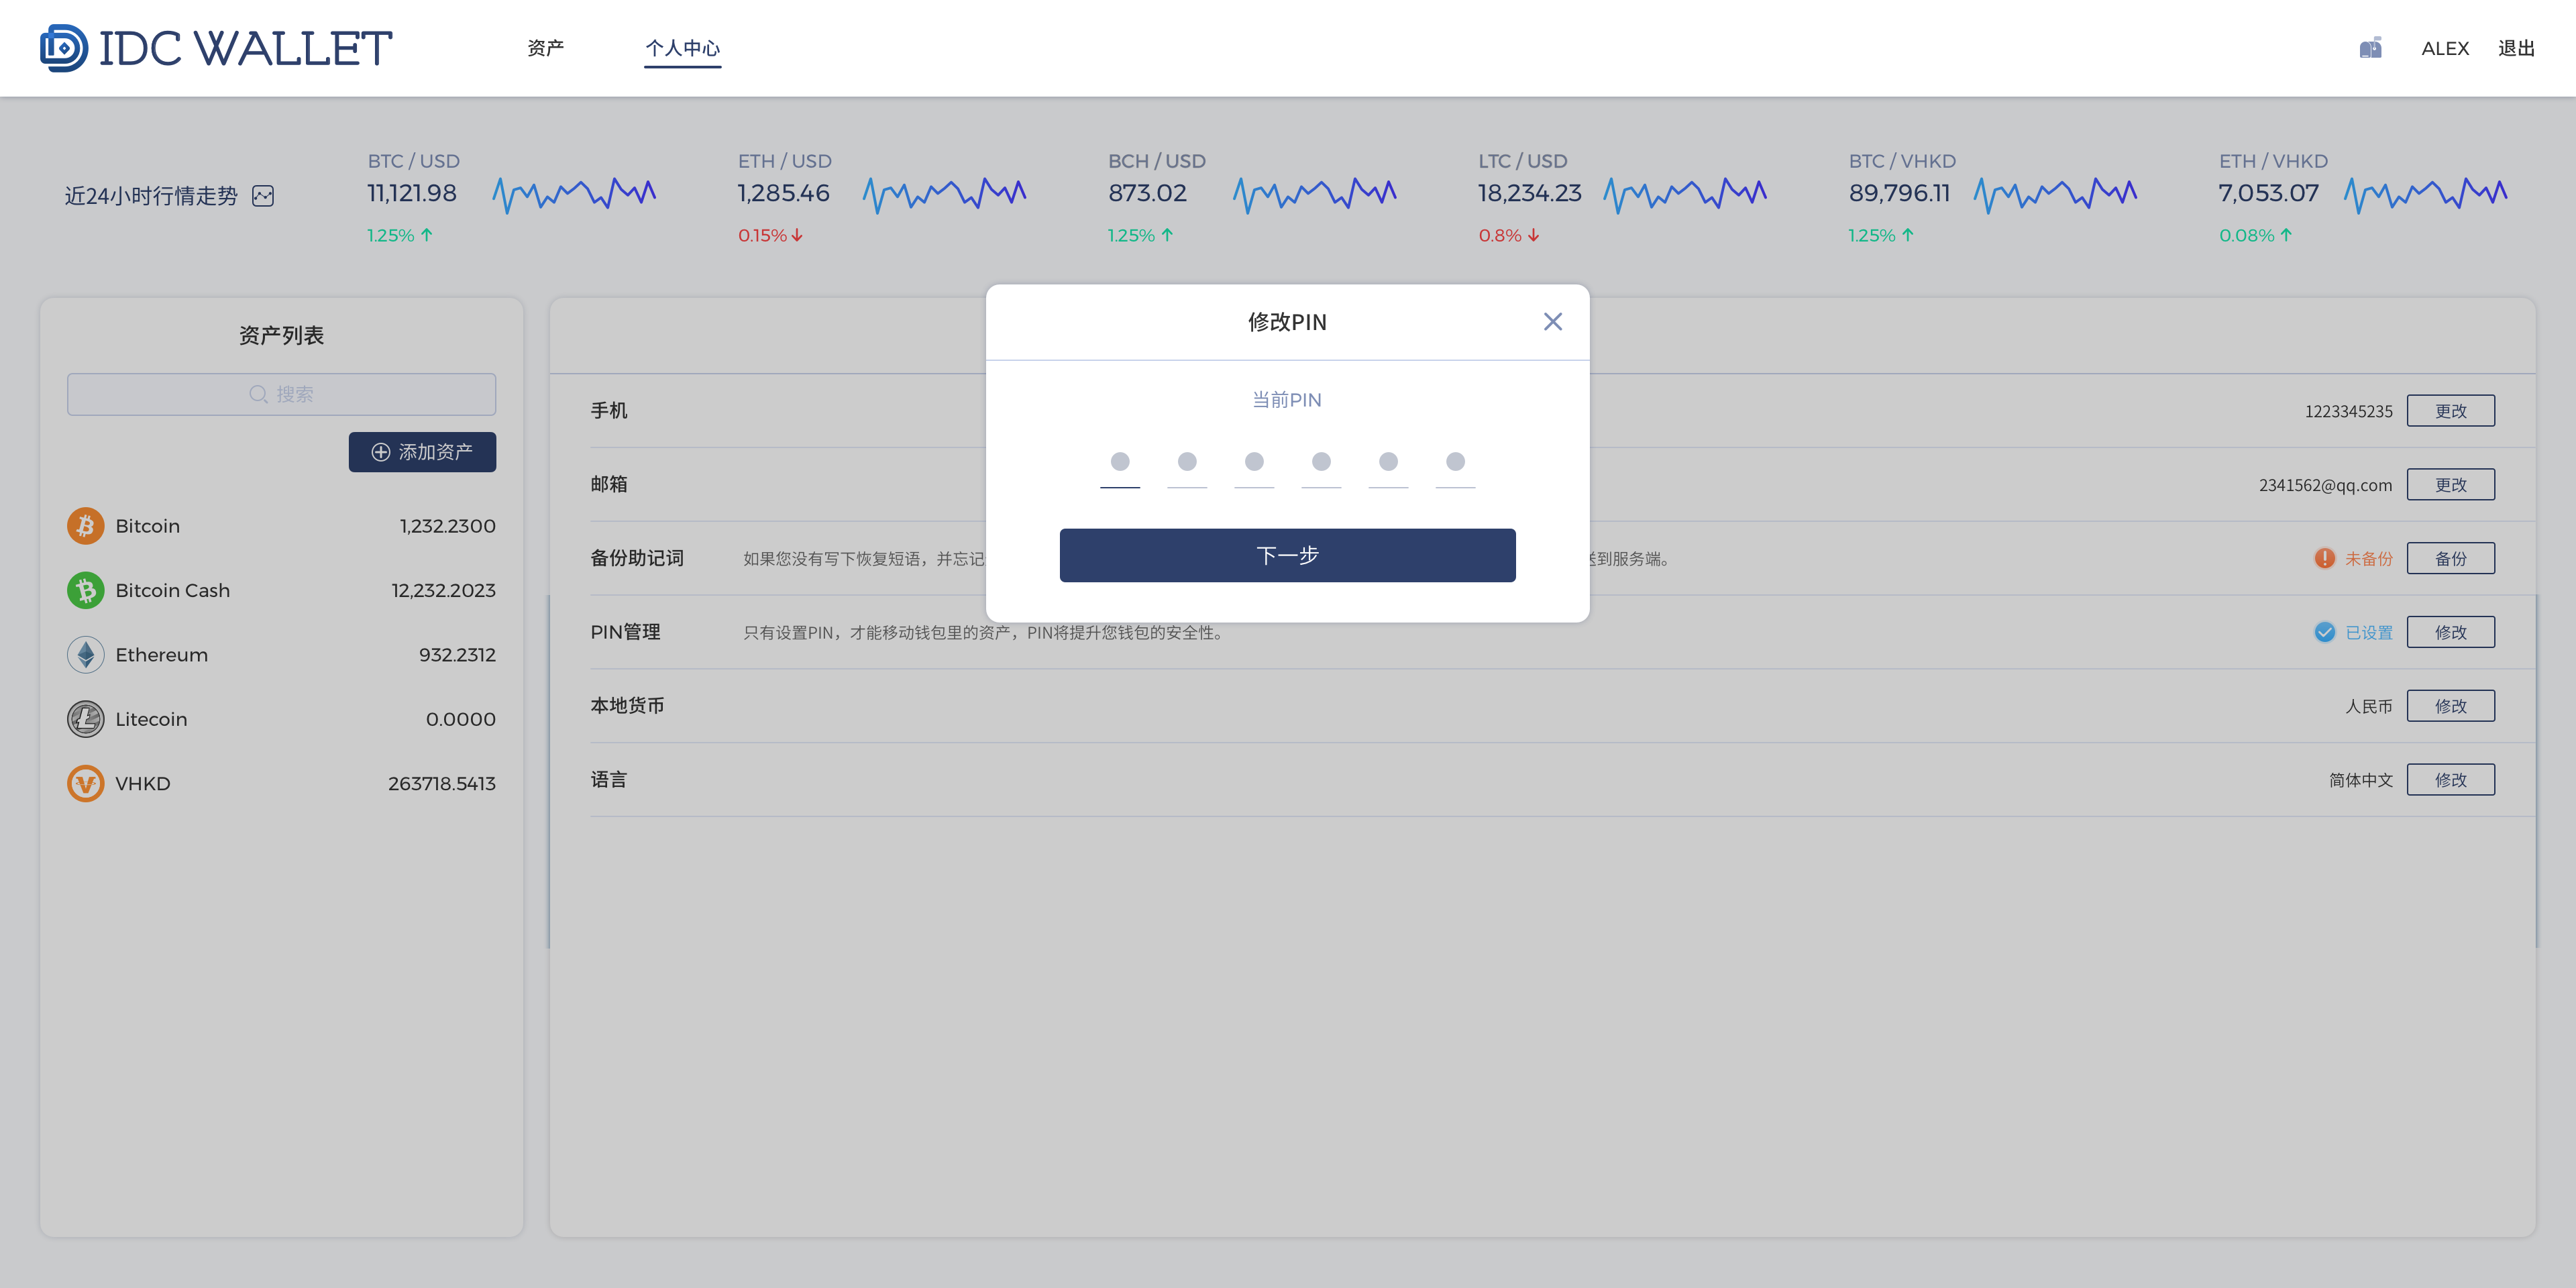 IDC WALLET
资产
个人中心
ALEX
退出
近24小时行情走势
BTC / USD
11,121.98
1.25%
ETH / USD
1,285.46
0.15%
BCH / USD
873.02
1.25%
LTC / USD
18,234.23
0.8%
BTC / VHKD
89,796.11
1.25%
ETH / VHKD
7,053.07
0.08%
资产列表
搜索
添加资产
Bitcoin 1,232.2300
Bitcoin Cash 12,232.2023
Ethereum 932.2312
Litecoin 0.0000
VHKD 263718.5413
修改PIN
当前PIN
下一步
手机 1223345235 更改
邮箱 2341562@qq.com 更改
备份助记词 如果您没有写下恢复短语，并忘记 到服务端。 未备份 备份
PIN管理 只有设置PIN，才能移动钱包里的资产，PIN将提升您钱包的安全性。 已设置 修改
本地货币 人民币 修改
语言 简体中文 修改